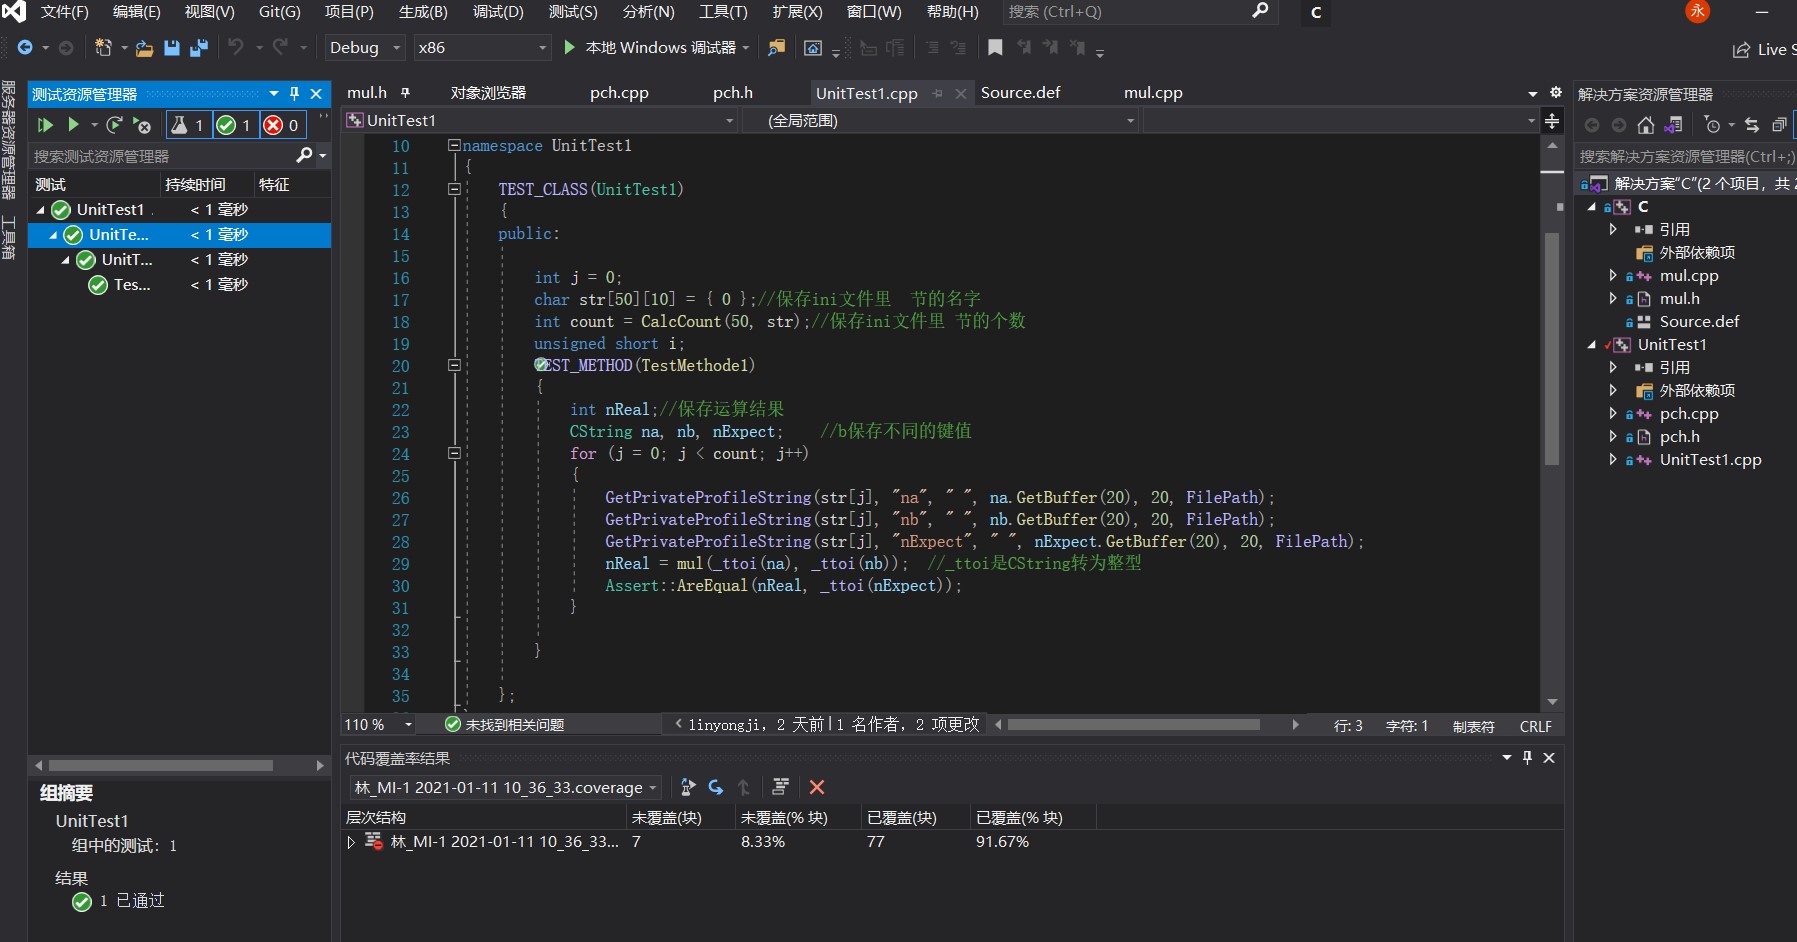 文件(F) 编辑(E) 视图(V) Git(G) 项目(P) 生成(B) 调试(D) 测试(S) 分析(N) 工具(T) 扩展(X) 窗口(W) 帮助(H) 搜索 (Ctrl+Q) C 永
Debug x86 本地 Windows 调试器 Live S
服务器资源管理器
工具箱
测试资源管理器
1 1 0
搜索测试资源管理器
测试 持续时间 特征
UnitTest1 < 1 毫秒
UnitTe... < 1 毫秒
UnitT... < 1 毫秒
Tes... < 1 毫秒
组摘要
UnitTest1
组中的测试: 1
结果
1 已通过
mul.h 对象浏览器 pch.cpp pch.h UnitTest1.cpp Source.def mul.cpp
UnitTest1 (全局范围)
10 namespace UnitTest1
11 {
12 TEST_CLASS(UnitTest1)
13 {
14 public:
15
16 int j = 0;
17 char str[50][10] = { 0 };//保存ini文件里 节的名字
18 int count = CalcCount(50, str);//保存ini文件里 节的个数
19 unsigned short i;
20 TEST_METHOD(TestMethode1)
21 {
22 int nReal;//保存运算结果
23 CString na, nb, nExpect; //b保存不同的键值
24 for (j = 0; j < count; j++)
25 {
26 GetPrivateProfileString(str[j], "na", " ", na.GetBuffer(20), 20, FilePath);
27 GetPrivateProfileString(str[j], "nb", " ", nb.GetBuffer(20), 20, FilePath);
28 GetPrivateProfileString(str[j], "nExpect", " ", nExpect.GetBuffer(20), 20, FilePath);
29 nReal = mul(_ttoi(na), _ttoi(nb)); //_ttoi是CString转为整型
30 Assert::AreEqual(nReal, _ttoi(nExpect));
31 }
32
33 }
34
35 };
110 % 未找到相关问题 linyongji，2 天前|1 名作者，2 项更改 行: 3 字符: 1 制表符 CRLF
代码覆盖率结果
林_MI-1 2021-01-11 10_36_33.coverage
层次结构 未覆盖(块) 未覆盖(% 块) 已覆盖(块) 已覆盖(% 块)
林_MI-1 2021-01-11 10_36_33... 7 8.33% 77 91.67%
解决方案资源管理器
搜索解决方案资源管理器(Ctrl+;)
解决方案"C"(2 个项目，共 2
C
引用
外部依赖项
mul.cpp
mul.h
Source.def
UnitTest1
引用
外部依赖项
pch.cpp
pch.h
UnitTest1.cpp